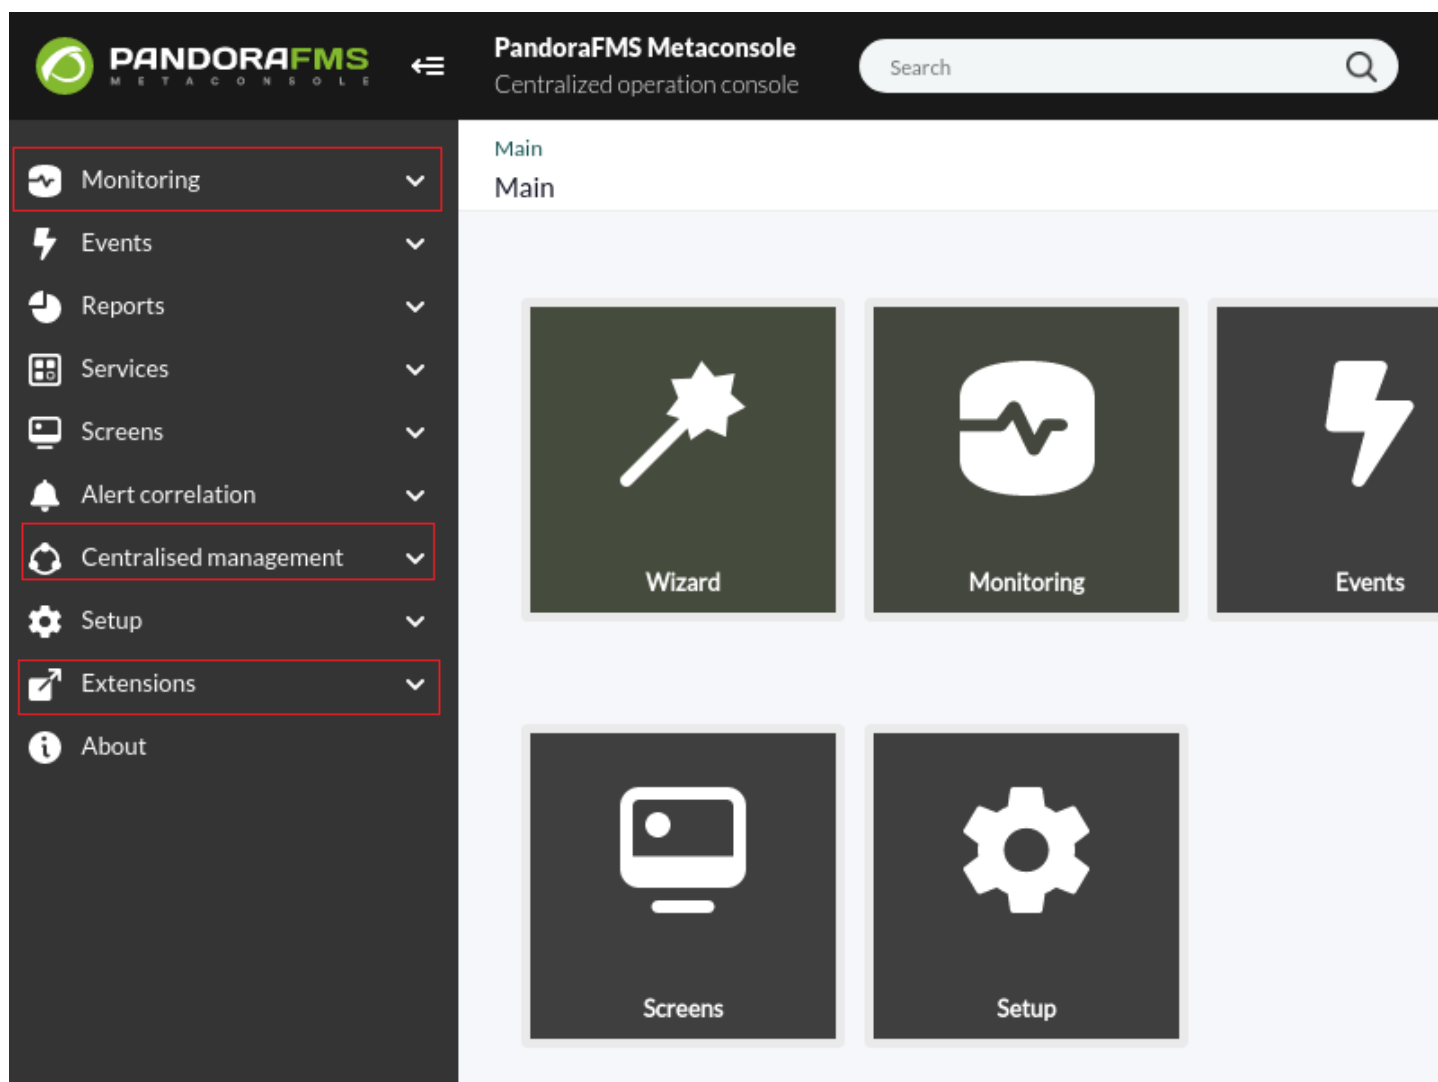 PANDORAFMS
METACONSOLE
PandoraFMS Metaconsole
Centralized operation console
Search
Main
Main
Monitoring
Events
Reports
Services
Screens
Alert correlation
Centralised management
Setup
Extensions
About
Wizard
Monitoring
Events
Screens
Setup